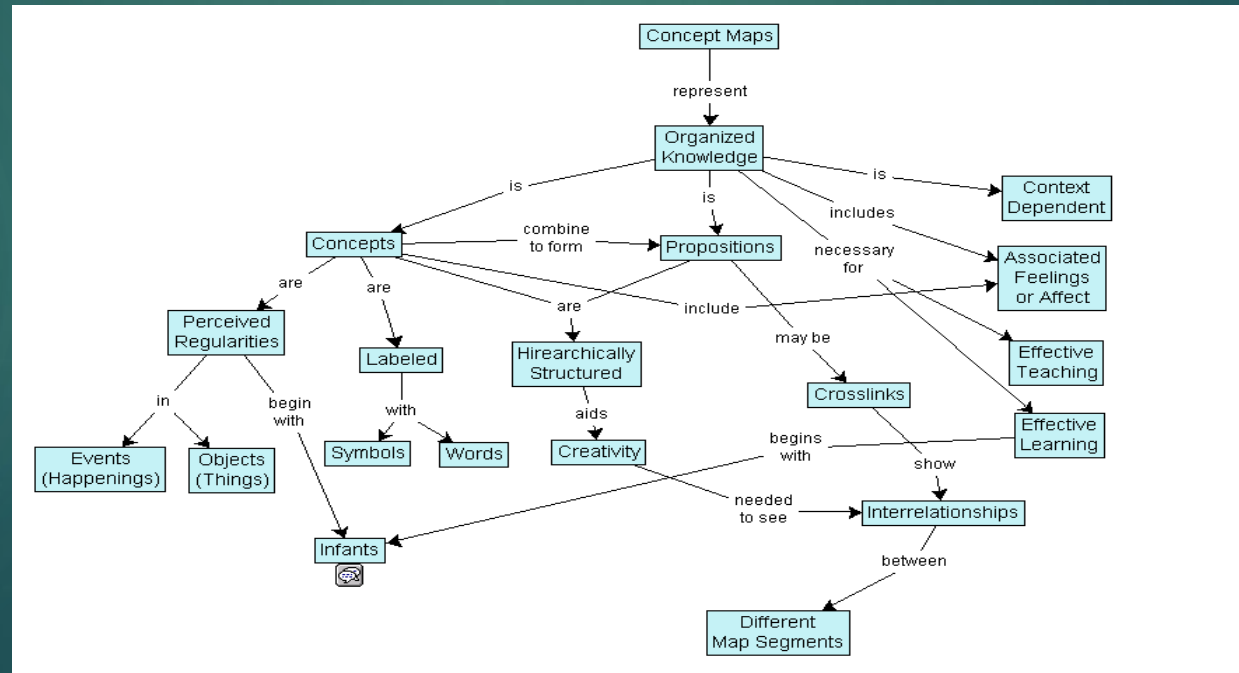 Concept Maps
represent
Organized
Knowledge
is
is
is
Context
Dependent
includes
combine
to form
Concepts
Propositions
necessary
for
Associated
Feelings
or Affect
are
are
are
include
Perceived
Regularities
Labeled
Hirearchically
Structured
may be
Effective
Teaching
Crosslinks
in
begin
with
with
aids
Effective
Learning
Events
(Happenings)
Objects
(Things)
Symbols
Words
Creativity
begins
with
show
needed
to see
Interrelationships
Infants
between
Different
Map Segments